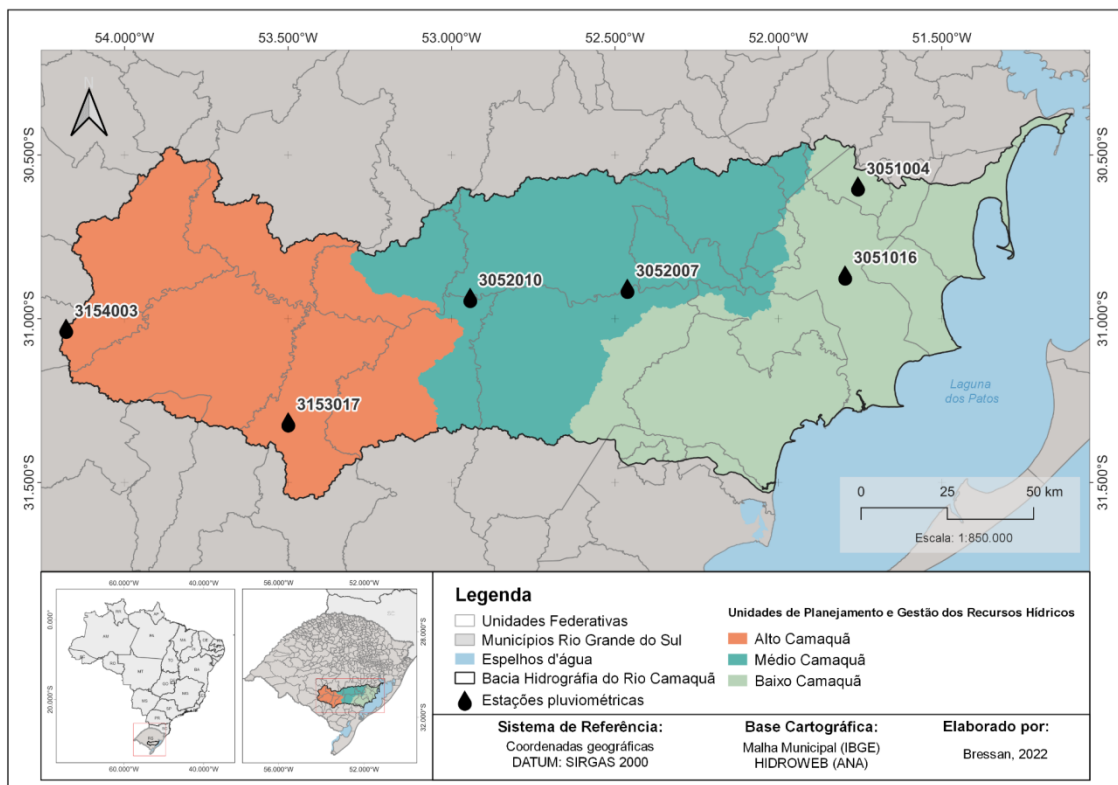 54.000°W 53.500°W 53.000°W 52.500°W 52.000°W 51.500°W
N
30.500°S
31.000°S
31.500°S
30.500°S
31.000°S
31.500°S
3051004
3051016
3052007
3052010
3154003
3153017
Laguna
dos Patos
0 25 50 km
Escala: 1:850.000
60.000°W 40.000°W
0.000°
20.000°S
60.000°W 40.000°W
56.000°W 52.000°W
28.000°S
32.000°S
56.000°W 52.000°W
Legenda
Unidades Federativas
Municípios Rio Grande do Sul
Espelhos d'água
Bacia Hidrográfia do Rio Camaquã
Estações pluviométricas
Unidades de Planejamento e Gestão dos Recursos Hídricos
Alto Camaquã
Médio Camaquã
Baixo Camaquã
Sistema de Referência:
Coordenadas geográficas
DATUM: SIRGAS 2000
Base Cartográfica:
Malha Municipal (IBGE)
HIDROWEB (ANA)
Elaborado por:
Bressan, 2022